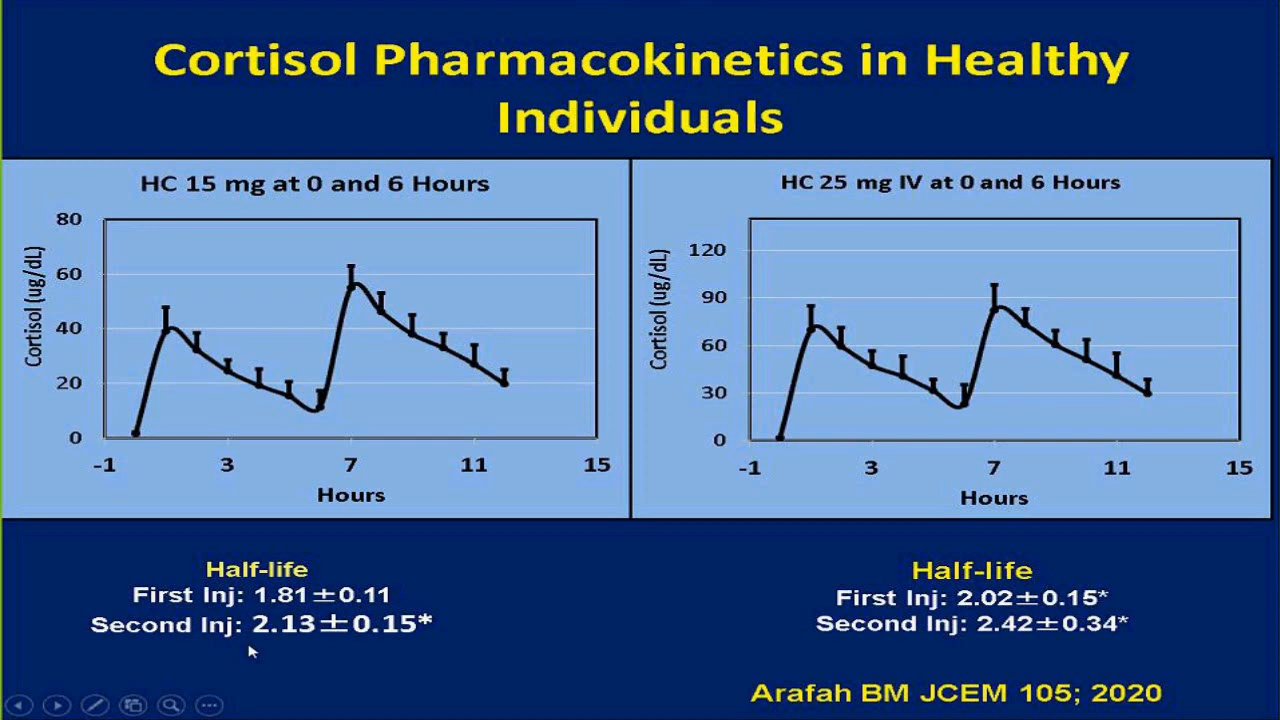 Cortisol Pharmacokinetics in Healthy
Individuals
HC 15 mg at 0 and 6 Hours
Cortisol (ug/dL)
80
60
40
20
0
-1 3 7 11 15
Hours
HC 25 mg IV at 0 and 6 Hours
Cortisol (ug/dL)
120
90
60
30
0
-1 3 7 11 15
Hours
Half-life
First Inj: 1.81±0.11
Second Inj: 2.13±0.15*
Half-life
First Inj: 2.02±0.15*
Second Inj: 2.42±0.34*
Arafah BM JCEM 105; 2020